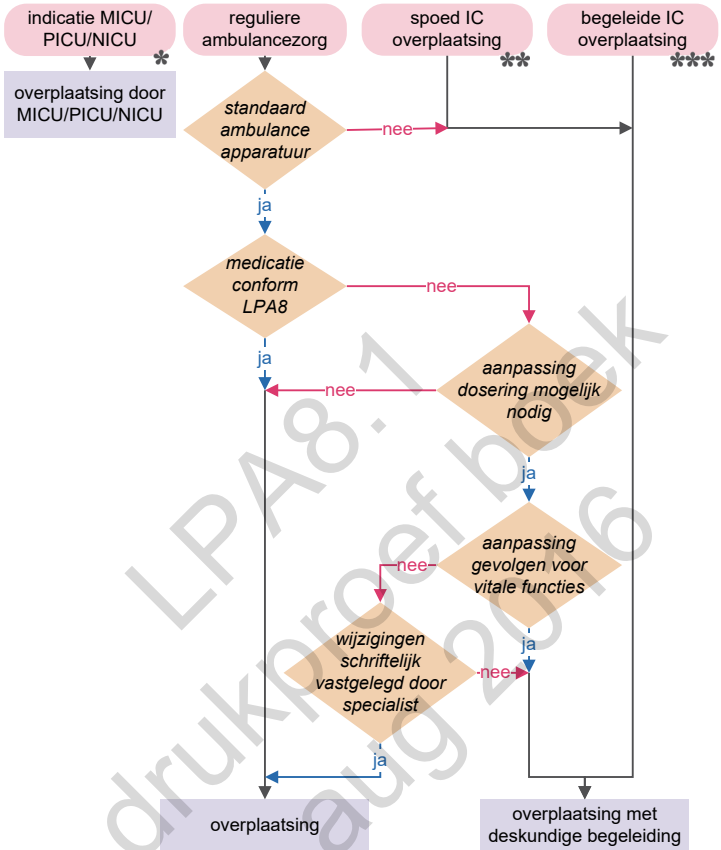 indicatie MICU/
PICU/NICU
*
reguliere
ambulancezorg
spoed IC
overplaatsing
**
begeleide IC
overplaatsing
***
overplaatsing door
MICU/PICU/NICU
standaard
ambulance
apparatuur
nee
ja
medicatie
conform
LPA8
nee
ja
aanpassing
dosering mogelijk
nodig
nee
ja
aanpassing
gevolgen voor
vitale functies
nee
ja
wijzigingen
schriftelijk
vastgelegd door
specialist
nee
ja
overplaatsing
overplaatsing met
deskundige begeleiding
LPA8.1
drukproef boek
aug 2016